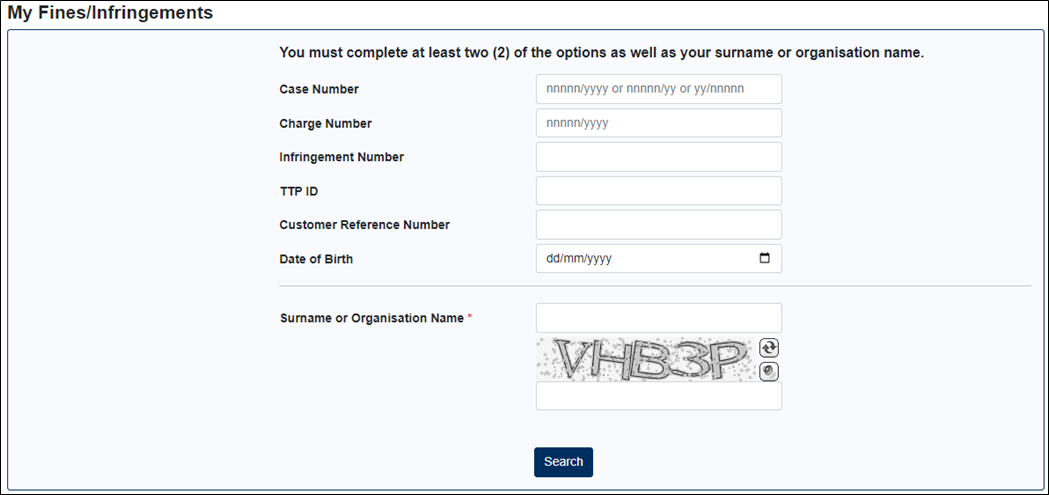 My Fines/Infringements
You must complete at least two (2) of the options as well as your surname or organisation name.
Case Number nnnnn/yyyy or nnnnn/yy or yy/nnnnn
Charge Number nnnnn/yyyy
Infringement Number
TTP ID
Customer Reference Number
Date of Birth dd/mm/yyyy
Surname or Organisation Name *
VHB3P
Search